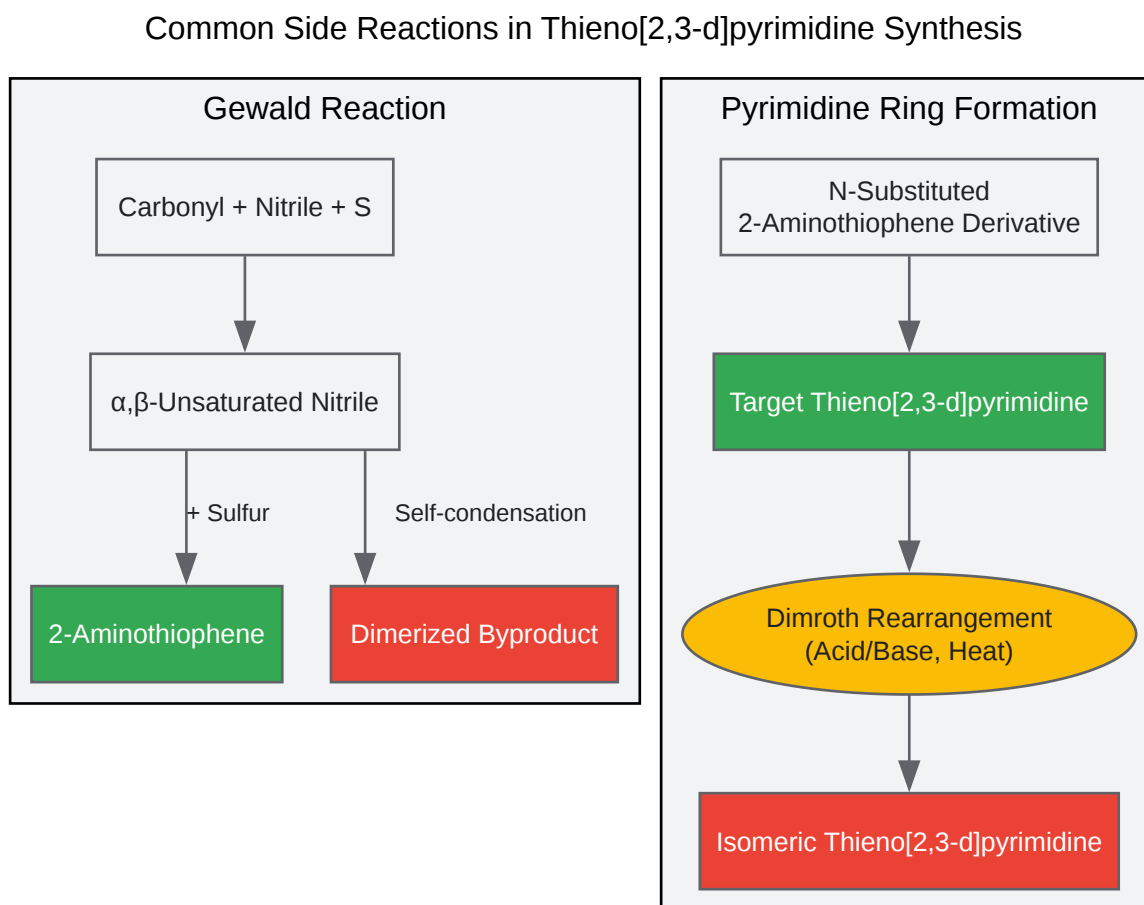 Common Side Reactions in Thieno[2,3-d]pyrimidine Synthesis
Gewald Reaction
Carbonyl + Nitrile + S
α,β-Unsaturated Nitrile
+ Sulfur
Self-condensation
2-Aminothiophene
Dimerized Byproduct
Pyrimidine Ring Formation
N-Substituted
2-Aminothiophene Derivative
Target Thieno[2,3-d]pyrimidine
Dimroth Rearrangement
(Acid/Base, Heat)
Isomeric Thieno[2,3-d]pyrimidine